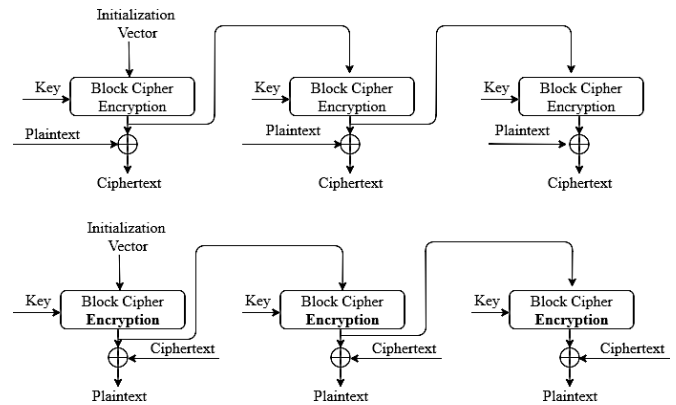 Initialization
Vector
Key
Block Cipher
Encryption
Key
Block Cipher
Encryption
Key
Block Cipher
Encryption
Plaintext
Plaintext
Plaintext
Ciphertext
Ciphertext
Ciphertext
Initialization
Vector
Key
Block Cipher
Encryption
Key
Block Cipher
Encryption
Key
Block Cipher
Encryption
Ciphertext
Ciphertext
Ciphertext
Plaintext
Plaintext
Plaintext